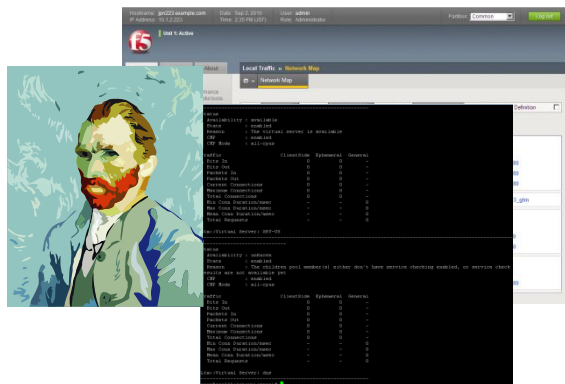 Hostname: jpn223.example.com Date: Sep 2, 2010 User: admin
IP Address: 10.1.2.223 Time: 2:35 PM (JST) Role: Administrator
Partition: Common Log out
f5 Unit 1: Active
About
Local Traffic » Network Map
Network Map
Definition
Status
Availability : available
State : enabled
Reason : The virtual server is available
CMP : enabled
CMP Mode : all-cpus
Traffic ClientSide Ephemeral General
Bits In 0 0 -
Bits Out 0 0 -
Packets In 0 0 -
Packets Out 0 0 -
Current Connections 0 0 -
Maximum Connections 0 0 -
Total Connections 0 0 -
Min Conn Duration/msec - - 0
Max Conn Duration/msec - - 0
Mean Conn Duration/msec - - 0
Total Requests - - 0
Ltm::Virtual Server:
Status
Availability : unknown
State : enabled
Reason : The children pool member(s) either don't have service checking enabled, or service check
results are not available yet
CMP : enabled
CMP Mode : all-cpus
Traffic ClientSide Ephemeral General
Bits In 0 0 -
Bits Out 0 0 -
Packets In 0 0 -
Packets Out 0 0 -
Current Connections 0 0 -
Maximum Connections 0 0 -
Total Connections 0 0 -
Min Conn Duration/msec - - 0
Max Conn Duration/msec - - 0
Mean Conn Duration/msec - - 0
Total Requests - - 0
Ltm::Virtual Server: dns